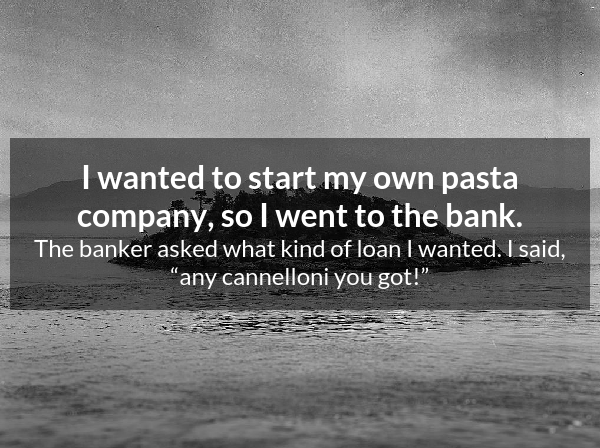 I wanted to start my own pasta
company, so I went to the bank.
The banker asked what kind of loan I wanted. I said,
“any cannelloni you got!”